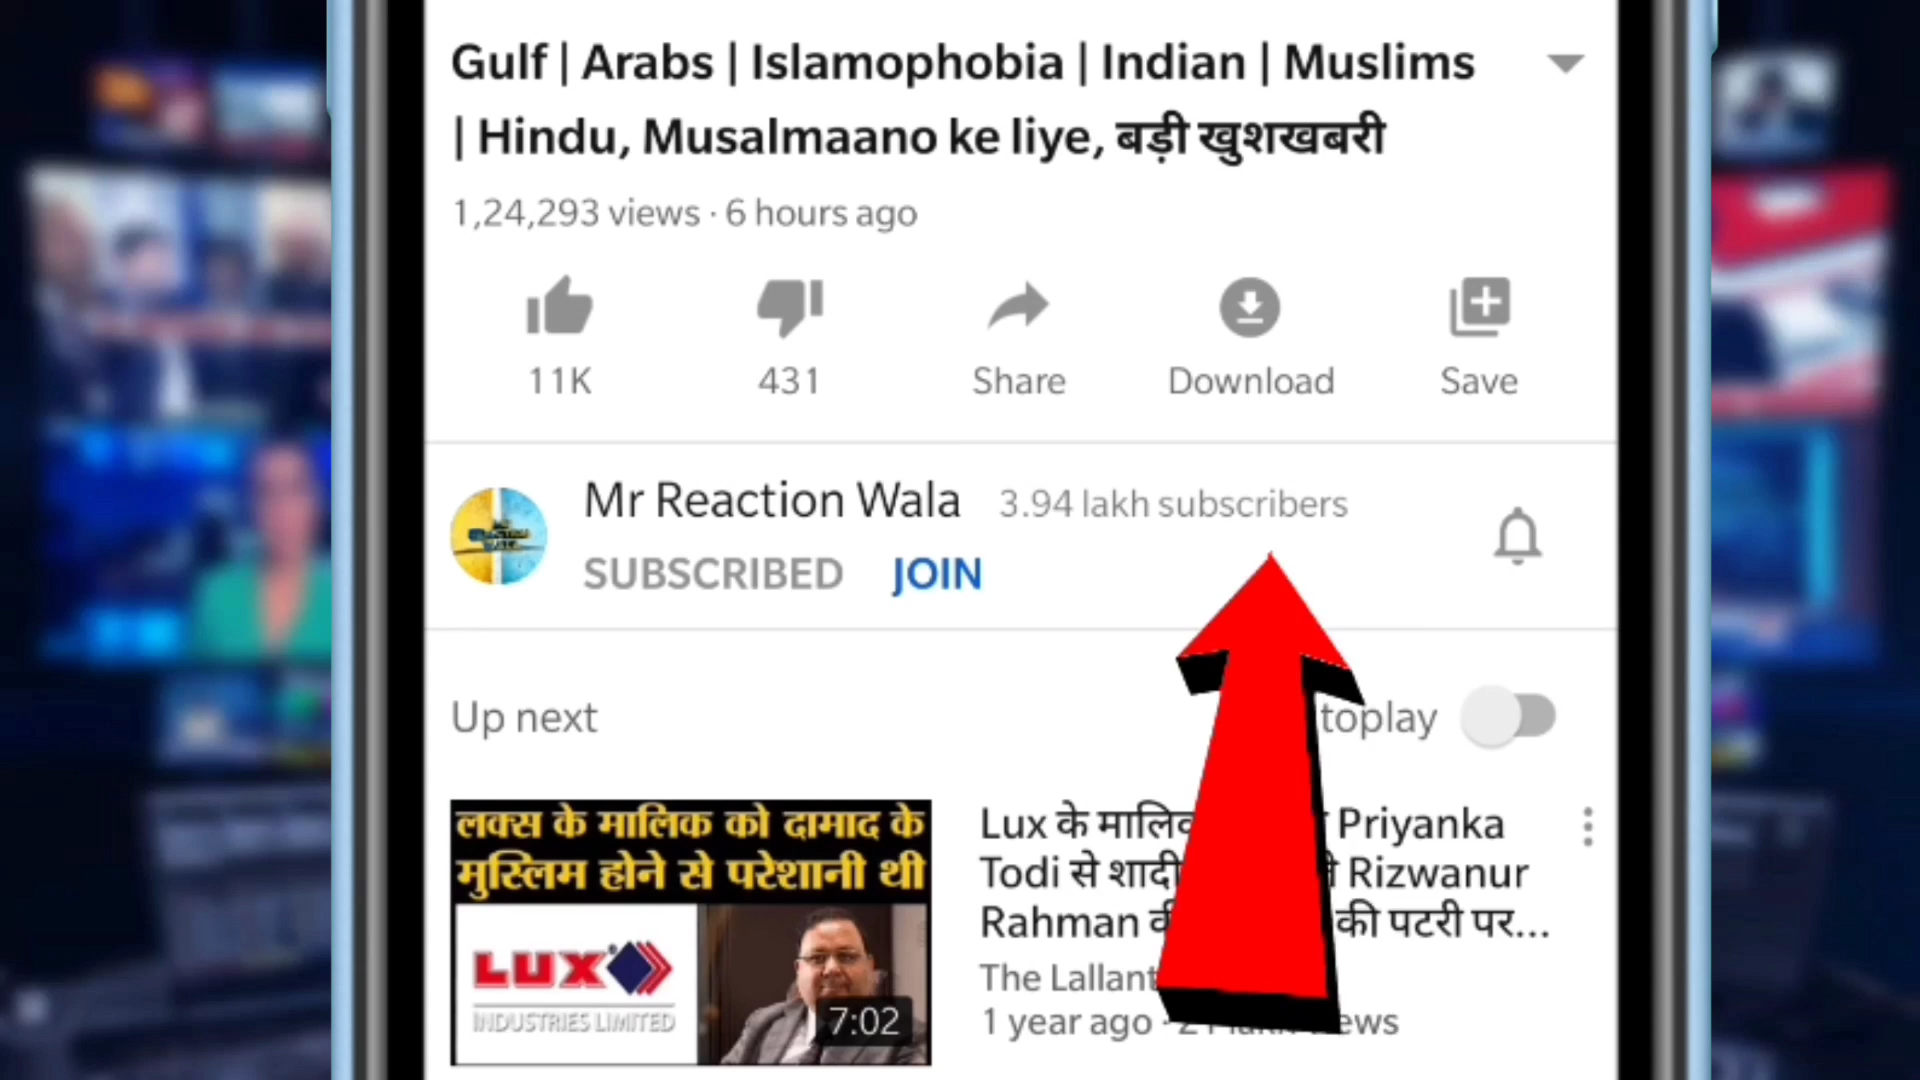 Gulf | Arabs | Islamophobia | Indian | Muslims
| Hindu, Musalmaano ke liye, बड़ी खुशखबरी
1,24,293 views · 6 hours ago
11K
431
Share
Download
Save
Mr Reaction Wala 3.94 lakh subscribers
SUBSCRIBED JOIN
Up next
toplay
लक्स के मालिक को दामाद के
मुस्लिम होने से परेशानी थी
LUX
INDUSTRIES LIMITED
7:02
Lux के Priyanka
Todi से Rizwanur
Rahman की पटरी पर...
The Lallant
1 year ago